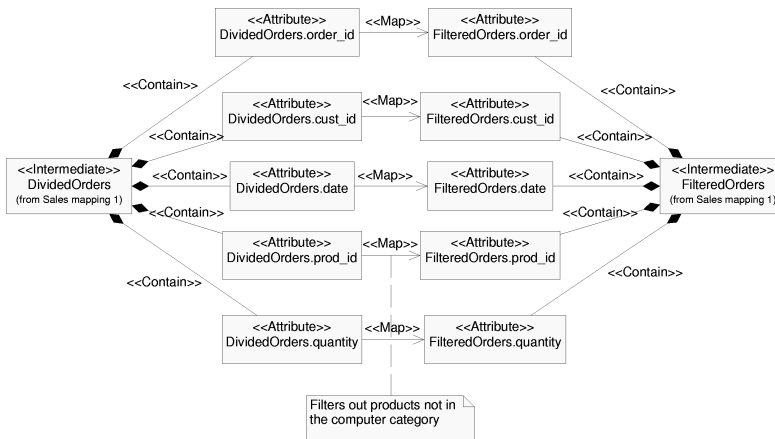 <<Attribute>>
DividedOrders.order_id
<<Map>>
<<Attribute>>
FilteredOrders.order_id
<<Contain>>
<<Contain>>
<<Attribute>>
DividedOrders.cust_id
<<Map>>
<<Attribute>>
FilteredOrders.cust_id
<<Contain>>
<<Contain>>
<<Intermediate>>
DividedOrders
(from Sales mapping 1)
<<Contain>>
<<Attribute>>
DividedOrders.date
<<Map>>
<<Attribute>>
FilteredOrders.date
<<Contain>>
<<Intermediate>>
FilteredOrders
(from Sales mapping 1)
<<Contain>>
<<Attribute>>
DividedOrders.prod_id
<<Map>>
<<Attribute>>
FilteredOrders.prod_id
<<Contain>>
<<Contain>>
<<Contain>>
<<Attribute>>
DividedOrders.quantity
<<Map>>
<<Attribute>>
FilteredOrders.quantity
Filters out products not in
the computer category